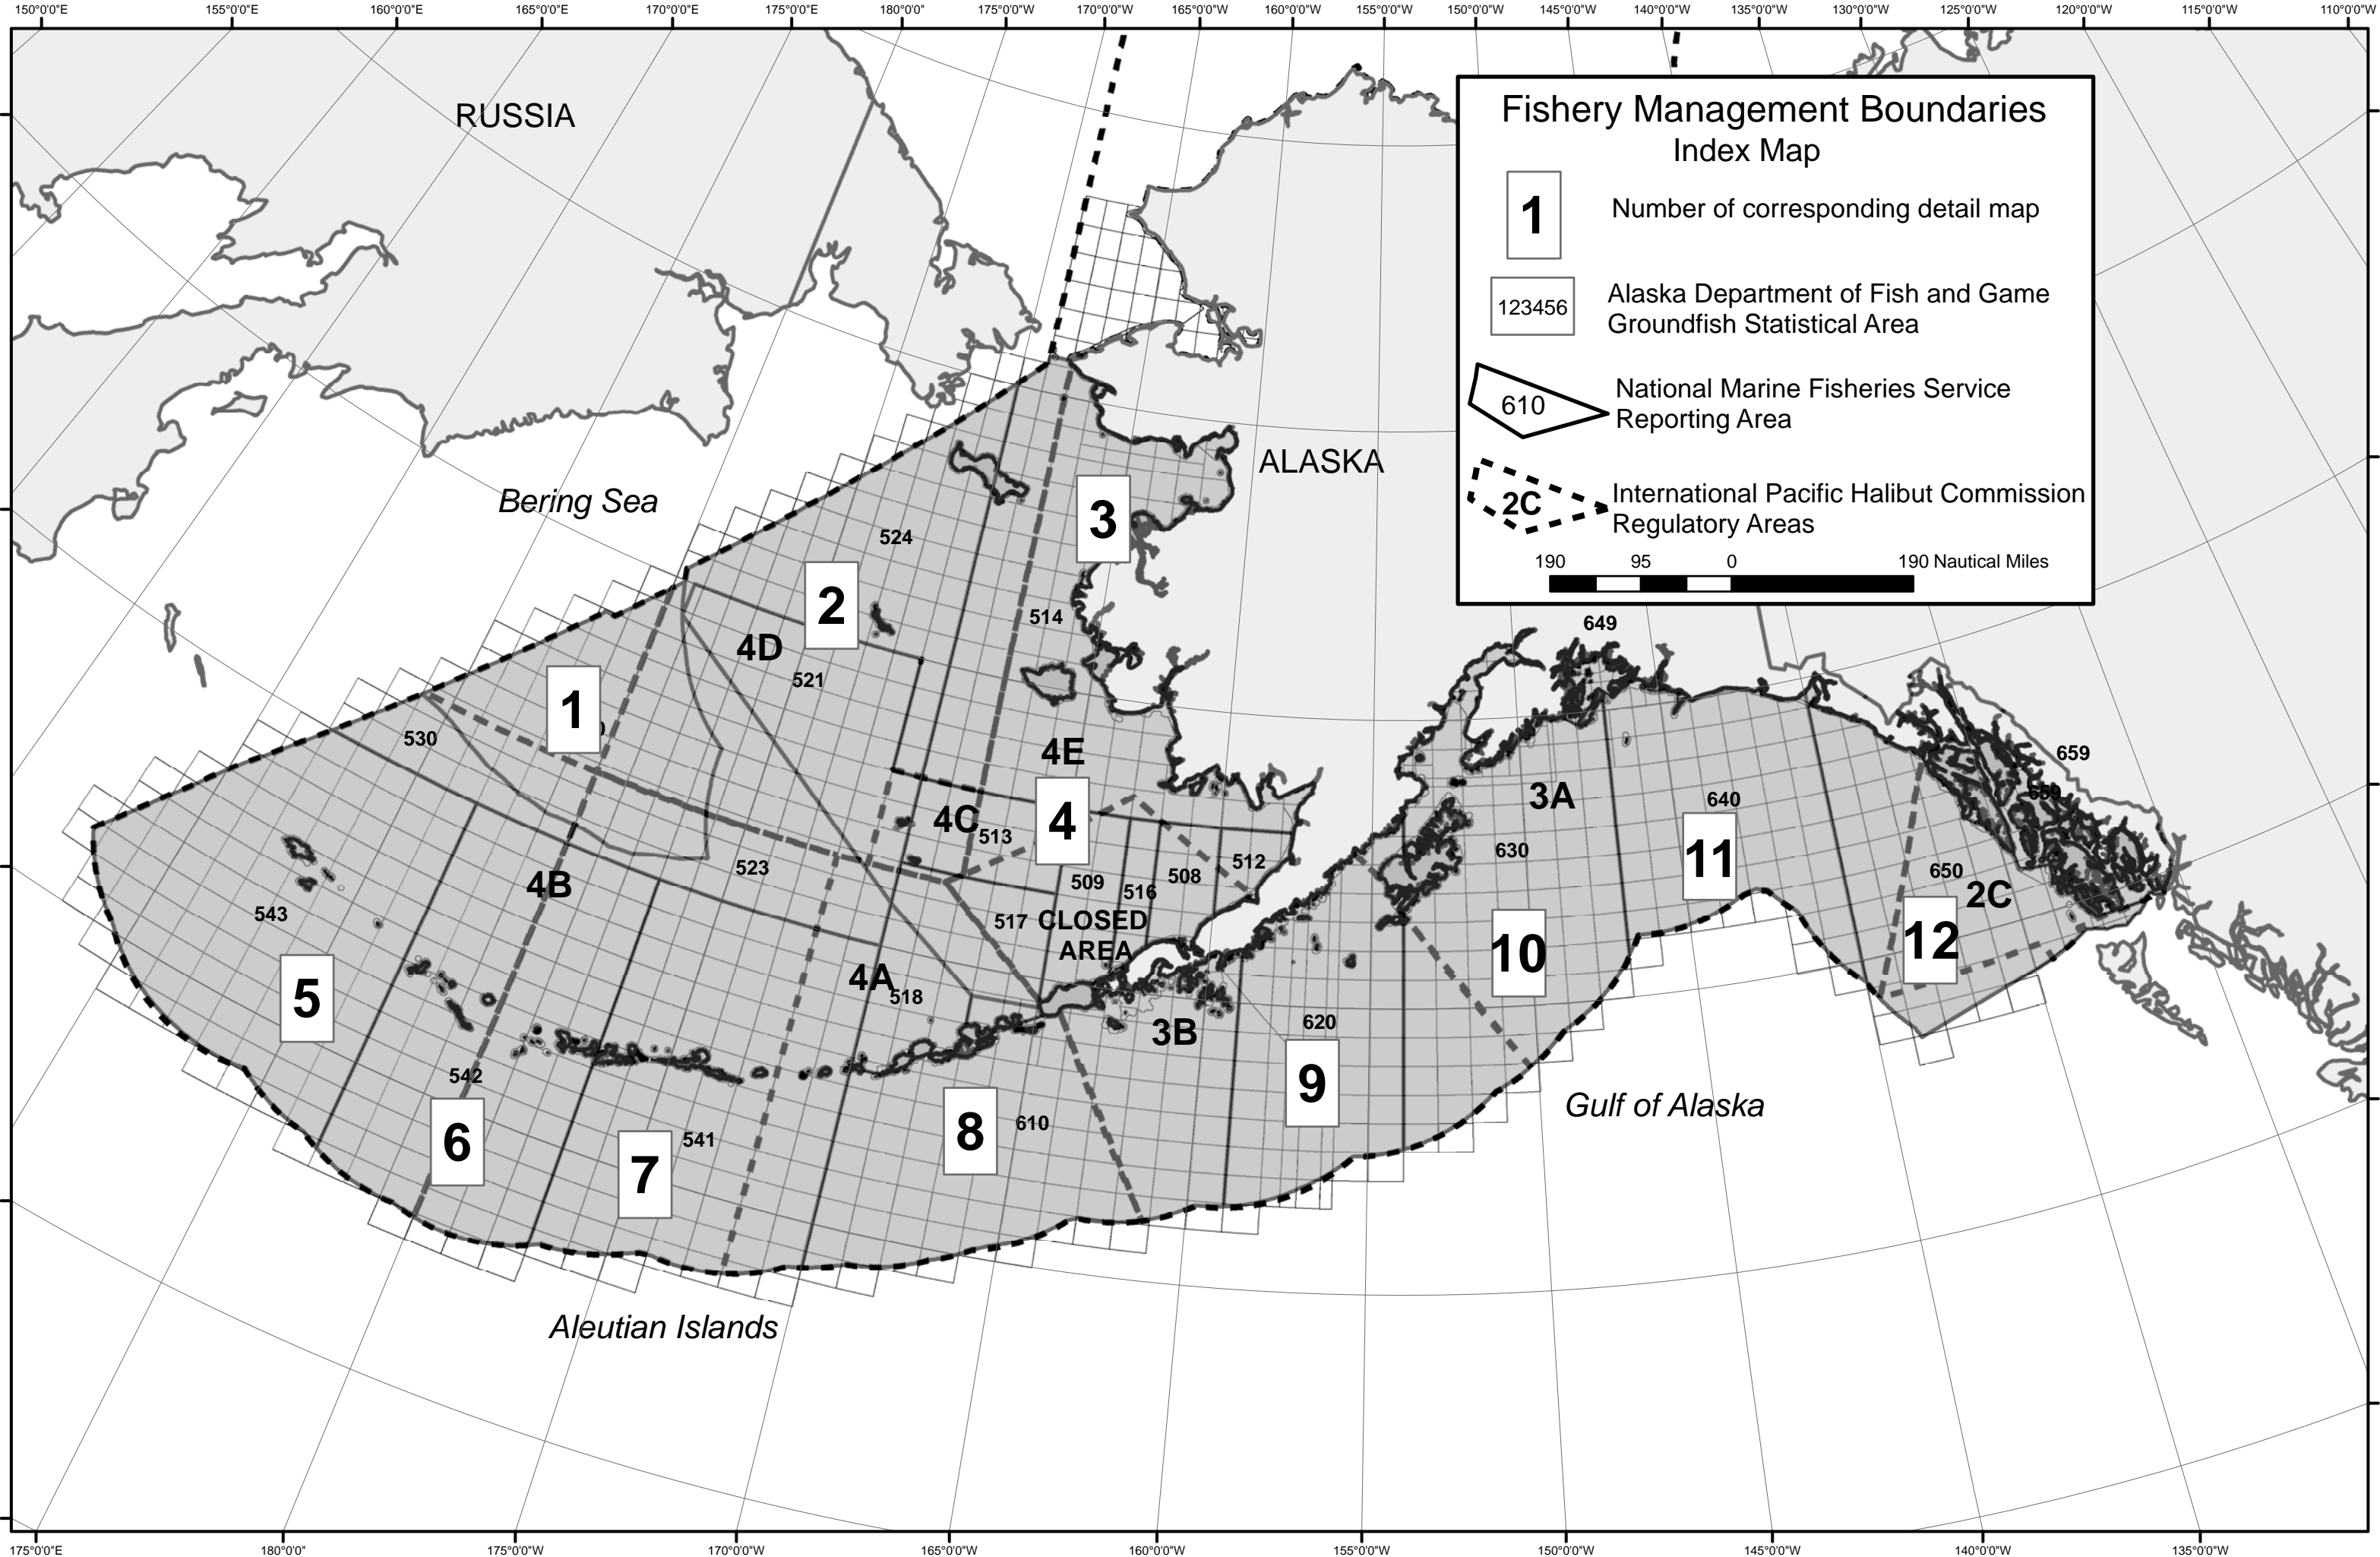 150°0'0"E 155°0'0"E 160°0'0"E 165°0'0"E 170°0'0"E 175°0'0"E 180°0'0" 175°0'0"W 170°0'0"W 165°0'0"W 160°0'0"W 155°0'0"W 150°0'0"W 145°0'0"W 140°0'0"W 135°0'0"W 130°0'0"W 125°0'0"W 120°0'0"W 115°0'0"W 110°0'0"W
RUSSIA
Fishery Management Boundaries
Index Map
1
Number of corresponding detail map
123456
Alaska Department of Fish and Game
Groundfish Statistical Area
610
National Marine Fisheries Service
Reporting Area
2C
International Pacific Halibut Commission
Regulatory Areas
190 95 0 190 Nautical Miles
ALASKA
Bering Sea
3
524
2
514
649
4D
521
1
530
4E
659
659
3A
640
4
4C
513
630
11
512
523
4B
509
508
516
650
2C
543
517
CLOSED
AREA
12
10
5
4A
518
620
3B
542
9
Gulf of Alaska
6
541
7
8
610
Aleutian Islands
175°0'0"E 180°0'0" 175°0'0"W 170°0'0"W 165°0'0"W 160°0'0"W 155°0'0"W 150°0'0"W 145°0'0"W 140°0'0"W 135°0'0"W